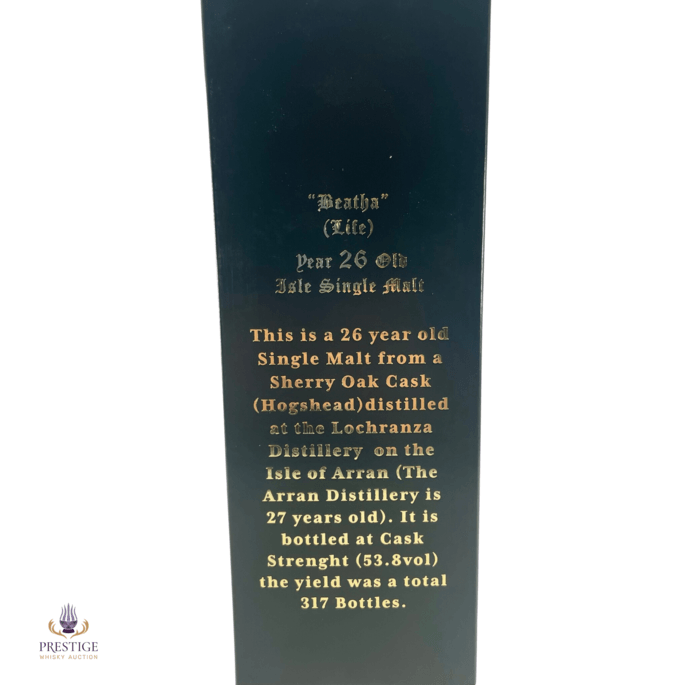 “Beatha”
(Life)
Year 26 Old
Isle Single Malt
This is a 26 year old
Single Malt from a
Sherry Oak Cask
(Hogshead)distilled
at the Lochranza
Distillery on the
Isle of Arran (The
Arran Distillery is
27 years old). It is
bottled at Cask
Strenght (53.8vol)
the yield was a total
317 Bottles.
PRESTIGE
WHISEY AUCTION